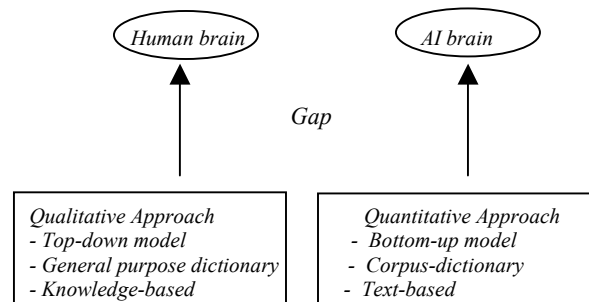 Human brain
AI brain
Gap
Qualitative Approach
- Top-down model
- General purpose dictionary
- Knowledge-based
Quantitative Approach
- Bottom-up model
- Corpus-dictionary
- Text-based